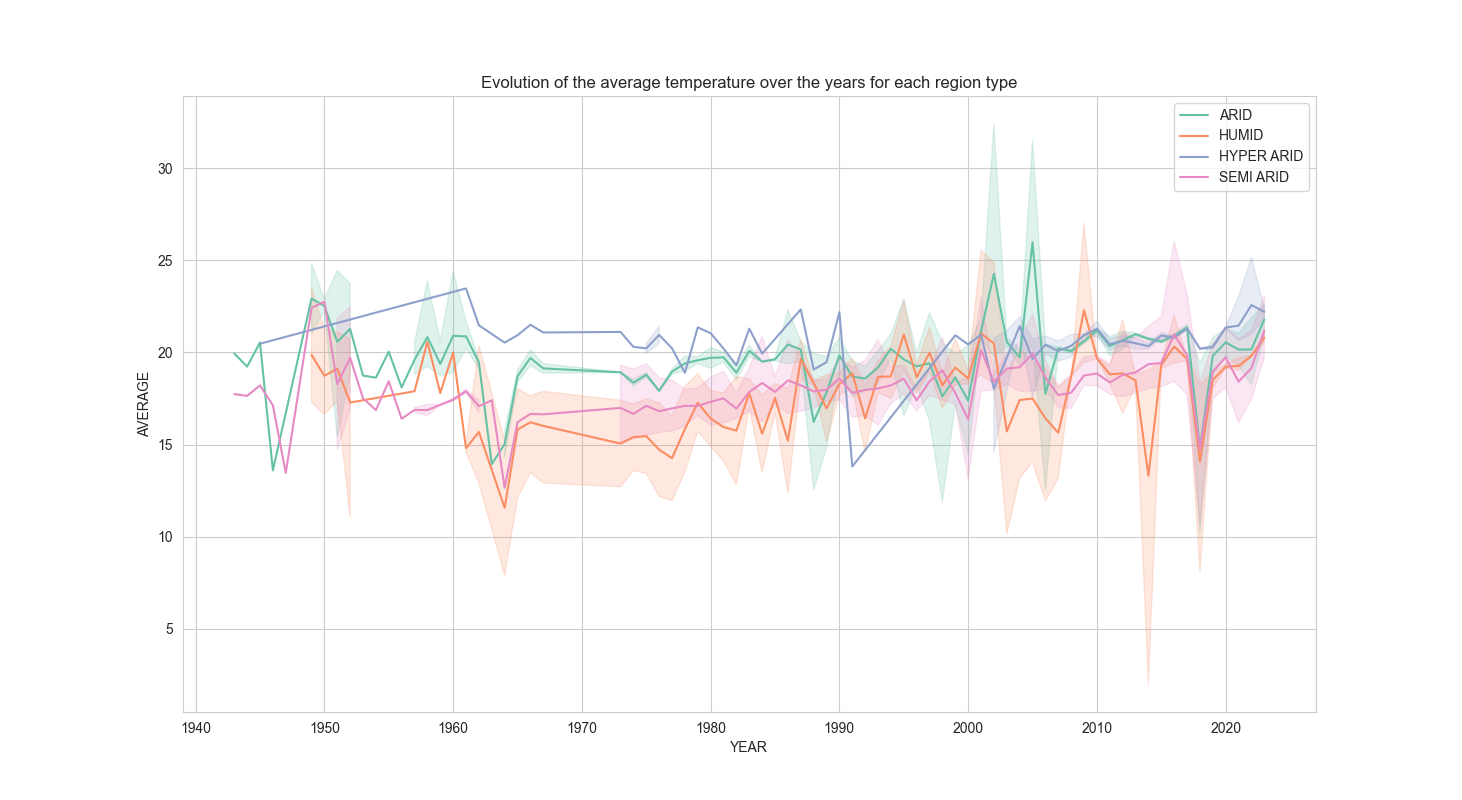 Evolution of the average temperature over the years for each region type
ARID
HUMID
HYPER ARID
SEMI ARID
30
25
20
15
10
5
AVERAGE
1940 1950 1960 1970 1980 1990 2000 2010 2020
YEAR